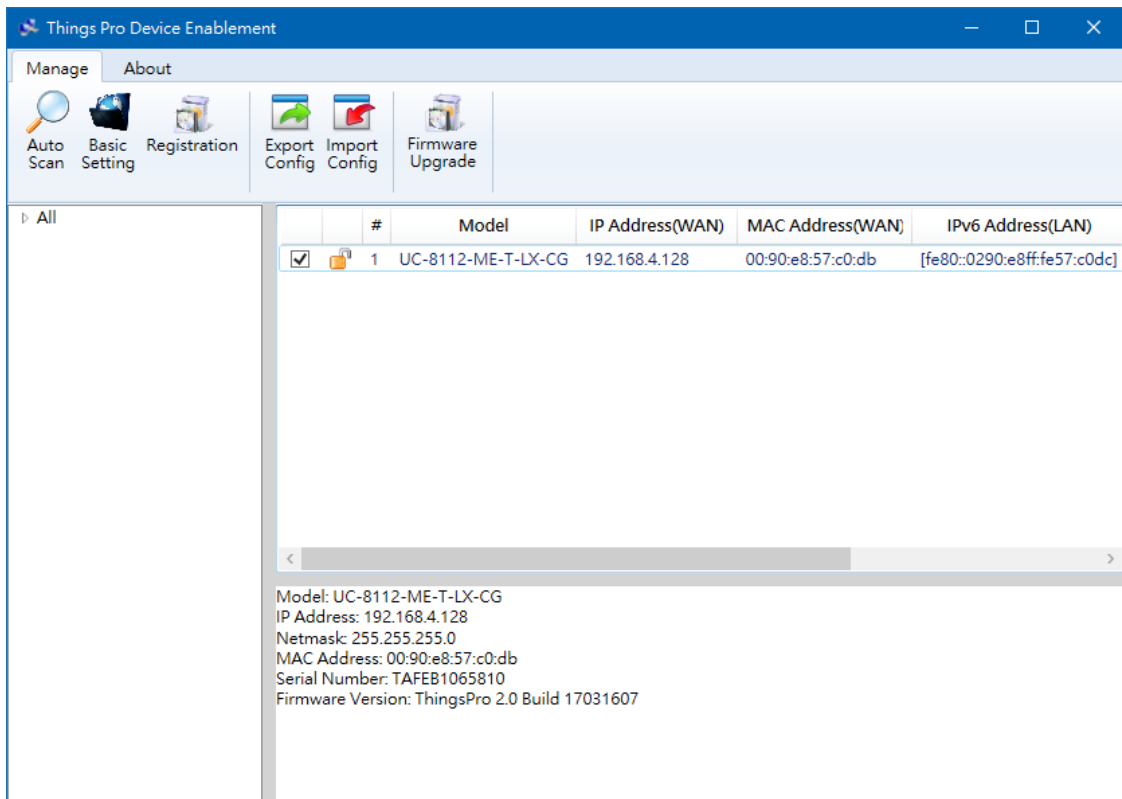 Things Pro Device Enablement
Manage About
Auto Scan
Basic Setting
Registration
Export Config
Import Config
Firmware Upgrade
All
# Model IP Address(WAN) MAC Address(WAN) IPv6 Address(LAN)
1 UC-8112-ME-T-LX-CG 192.168.4.128 00:90:e8:57:c0:db [fe80::0290:e8ff:fe57:c0dc]
Model: UC-8112-ME-T-LX-CG
IP Address: 192.168.4.128
Netmask: 255.255.255.0
MAC Address: 00:90:e8:57:c0:db
Serial Number: TAFEB1065810
Firmware Version: ThingsPro 2.0 Build 17031607